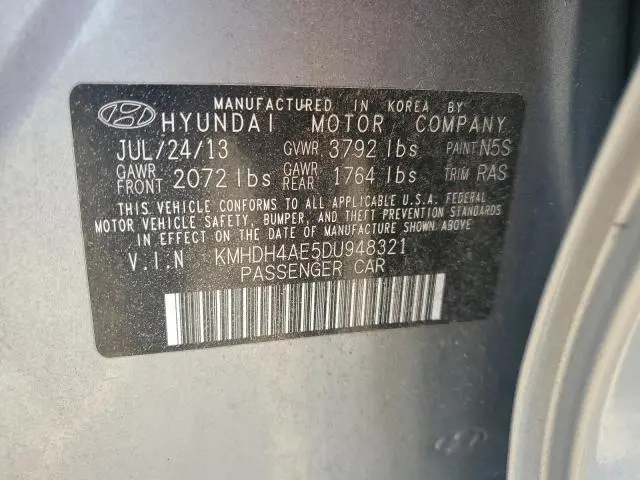 MANUFACTURED IN KOREA BY
HYUNDAI MOTOR COMPANY
JUL/24/13 GVWR 3792 lbs PAINT N5S
GAWR FRONT 2072 lbs GAWR REAR 1764 lbs TRIM RAS
THIS VEHICLE CONFORMS TO ALL APPLICABLE U.S.A. FEDERAL
MOTOR VEHICLE SAFETY, BUMPER, AND THEFT PREVENTION STANDARDS
IN EFFECT ON THE DATE OF MANUFACTURE SHOWN ABOVE
V.I.N KMHDH4AE5DU948321
PASSENGER CAR